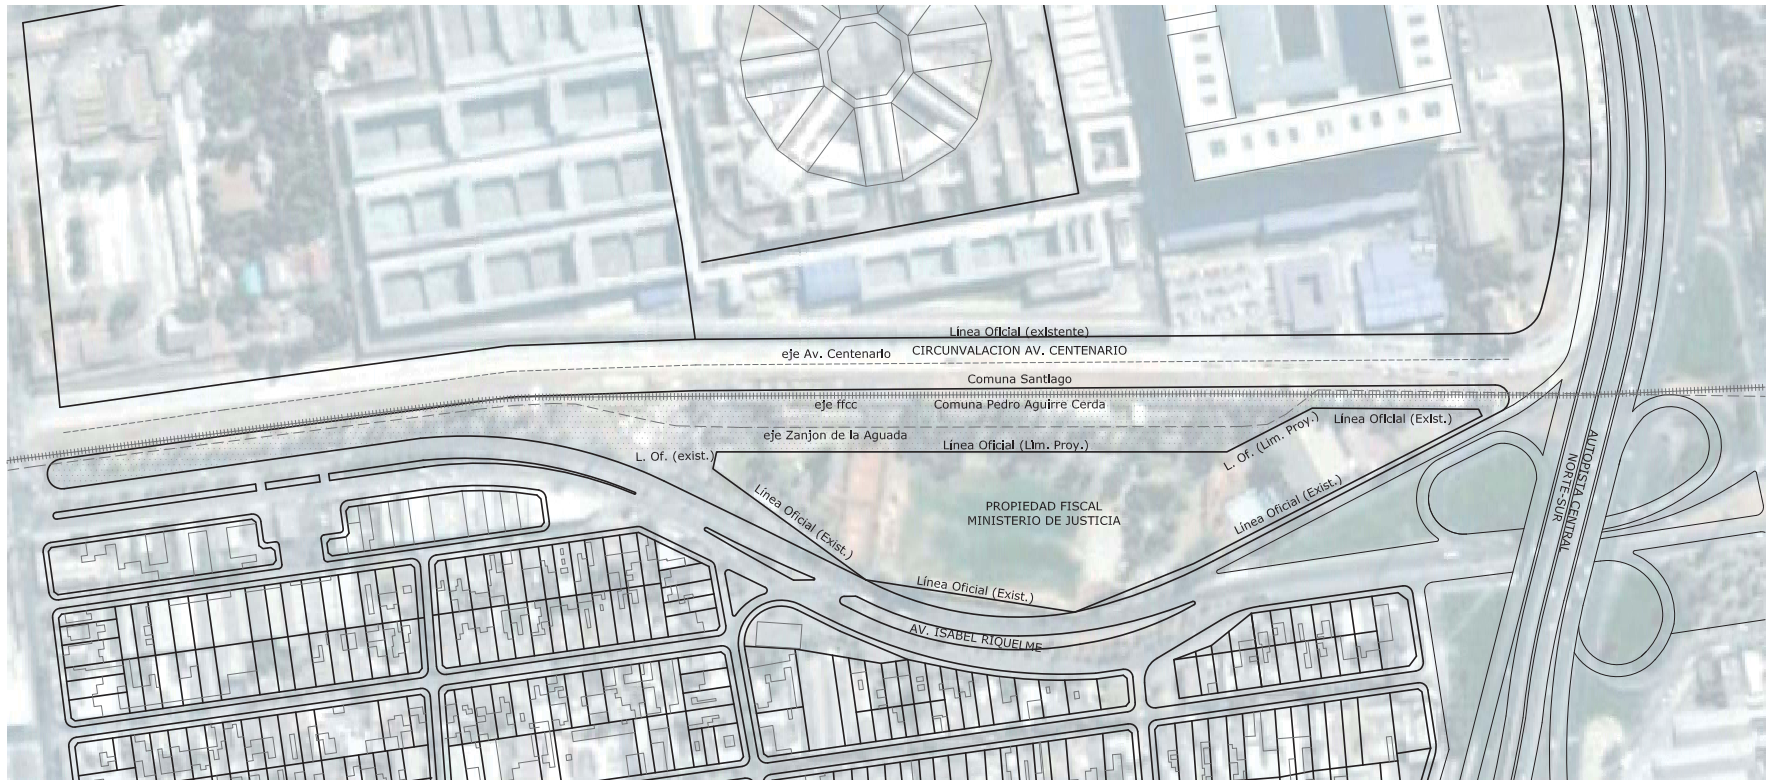 Línea Oficial (existente)
eje Av. Centenario
CIRCUNVALACION AV. CENTENARIO
Comuna Santiago
eje ffcc
Comuna Pedro Aguirre Cerda
Línea Oficial (Exist.)
L. Of. (Lim. Proy.)
eje Zanjon de la Aguada
Línea Oficial (Lim. Proy.)
L. Of. (exist.)
Línea Oficial (Exist.)
Línea Oficial (Exist.)
PROPIEDAD FISCAL
MINISTERIO DE JUSTICIA
AUTOPISTA CENTRAL
NORTE-SUR
Línea Oficial (Exist.)
AV. ISABEL RIQUELME